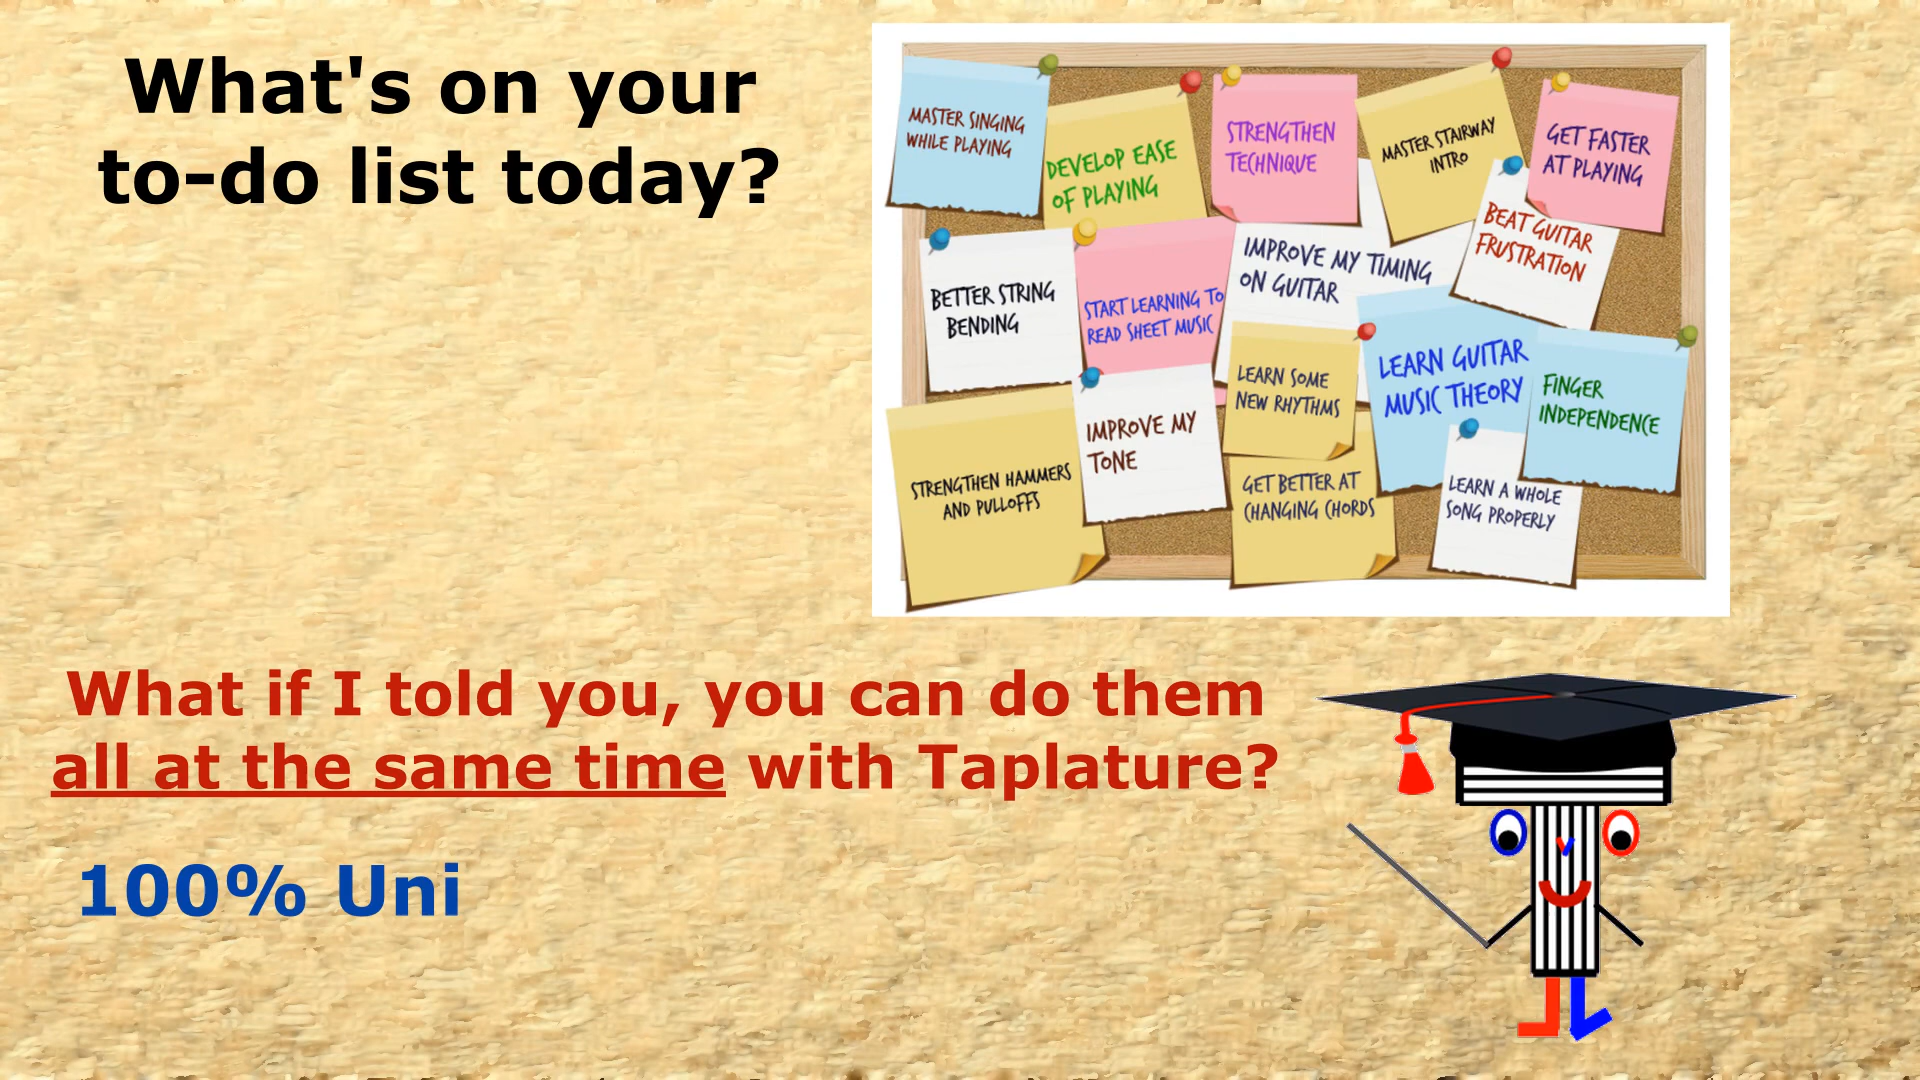 What's on your
to-do list today?
MASTER SINGING
WHILE PLAYING
DEVELOP EASE
OF PLAYING
STRENGTHEN
TECHNIQUE
MASTER STAIRWAY
INTRO
GET FASTER
AT PLAYING
BEAT GUITAR
FRUSTRATION
BETTER STRING
BENDING
START LEARNING TO
READ SHEET MUSIC
IMPROVE MY TIMING
ON GUITAR
LEARN SOME
NEW RHYTHMS
LEARN GUITAR
MUSIC THEORY
FINGER
INDEPENDENCE
STRENGTHEN HAMMERS
AND PULLOFFS
IMPROVE MY
TONE
GET BETTER AT
CHANGING CHORDS
LEARN A WHOLE
SONG PROPERLY
What if I told you, you can do them
all at the same time with Taplature?
100% Uni